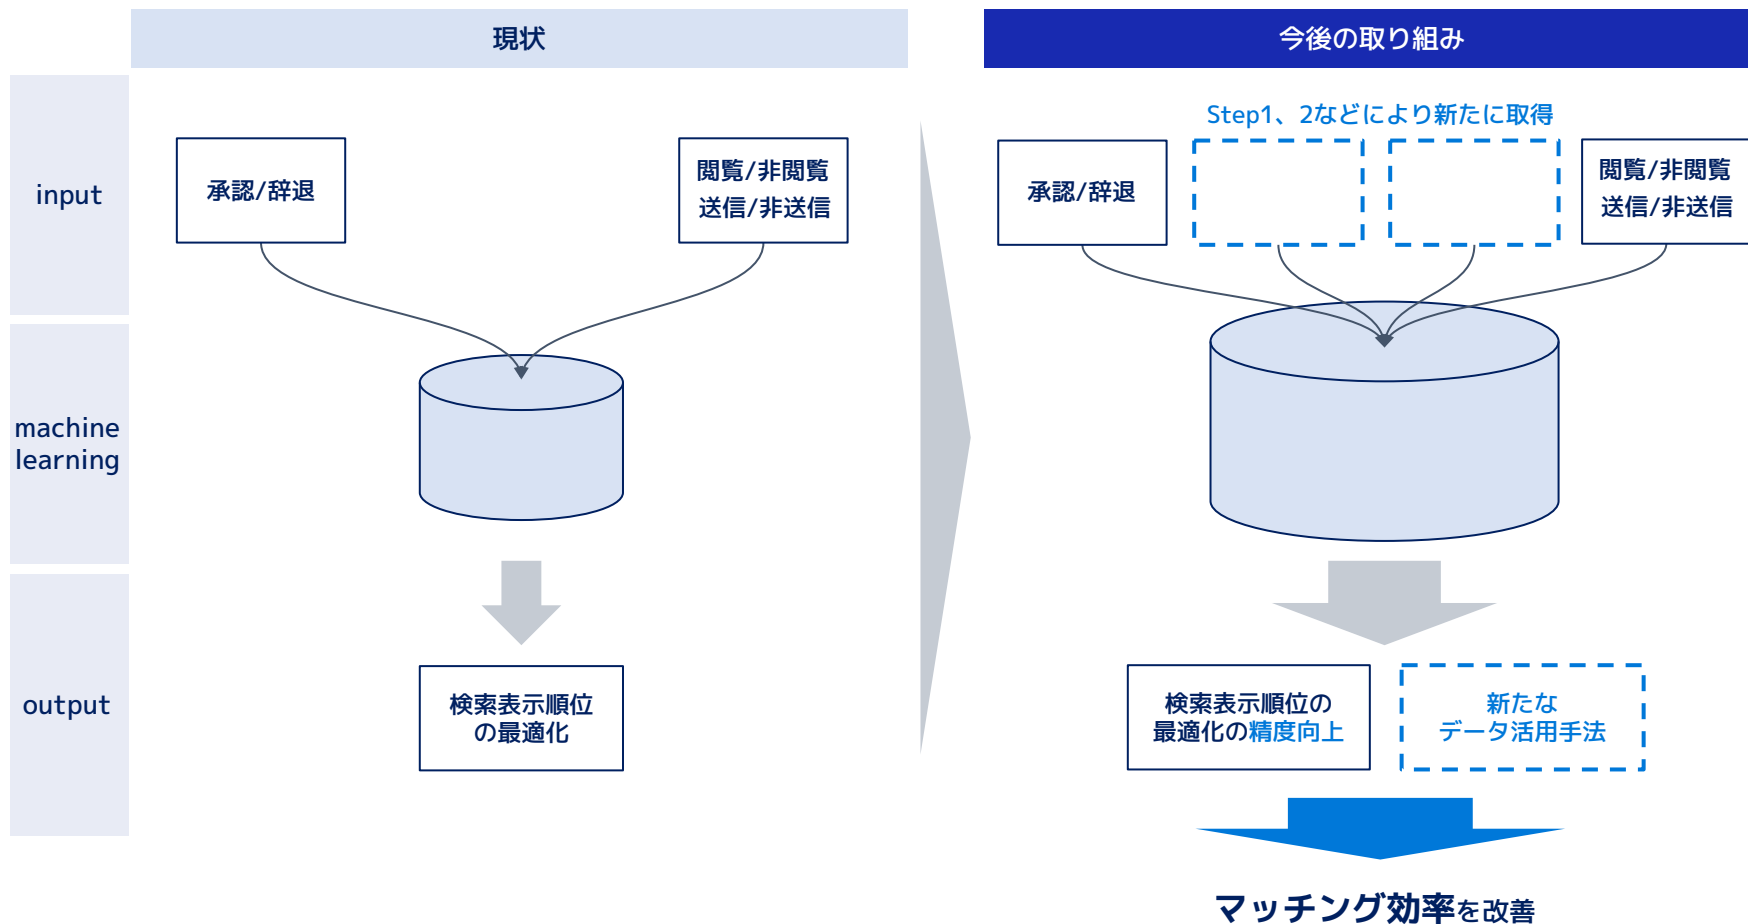 現状
今後の取り組み
input
承認/辞退
閲覧/非閲覧
送信/非送信
Step1、2などにより新たに取得
承認/辞退
閲覧/非閲覧
送信/非送信
machine
learning
output
検索表示順位
の最適化
検索表示順位の
最適化の精度向上
新たな
データ活用手法
マッチング効率を改善